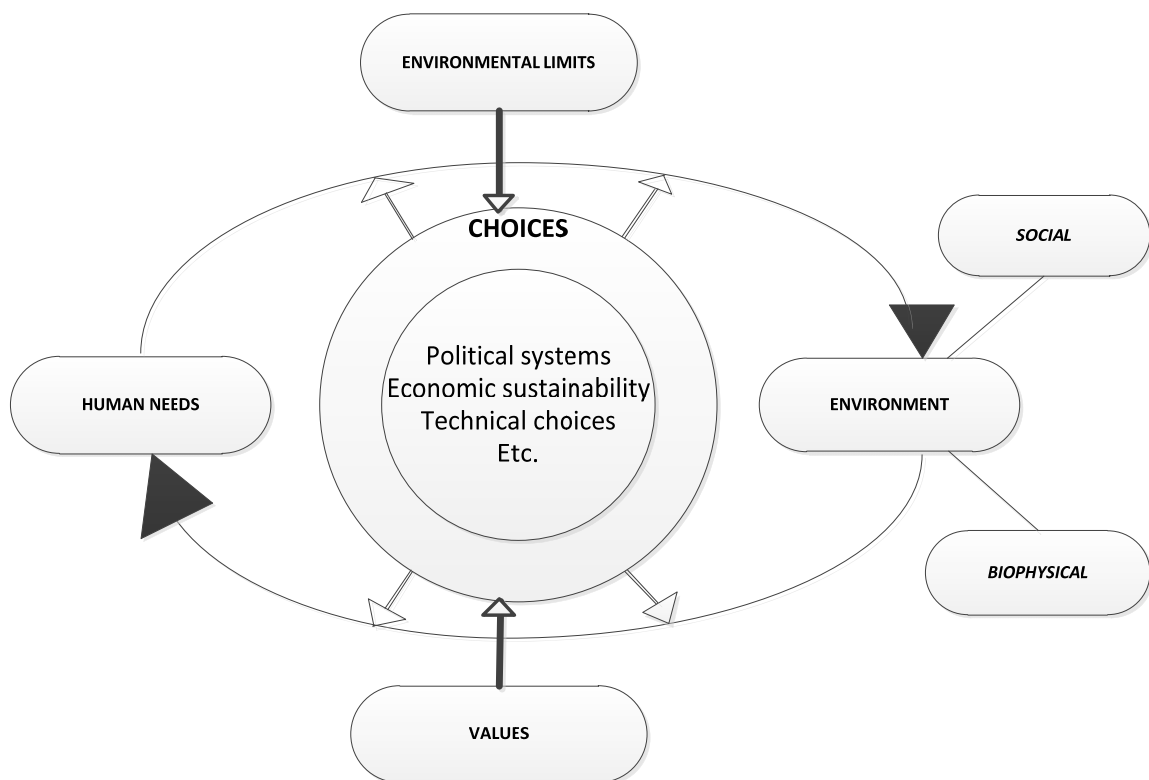 ENVIRONMENTAL LIMITS
CHOICES
SOCIAL
Political systems
Economic sustainability
Technical choices
Etc.
HUMAN NEEDS
ENVIRONMENT
BIOPHYSICAL
VALUES